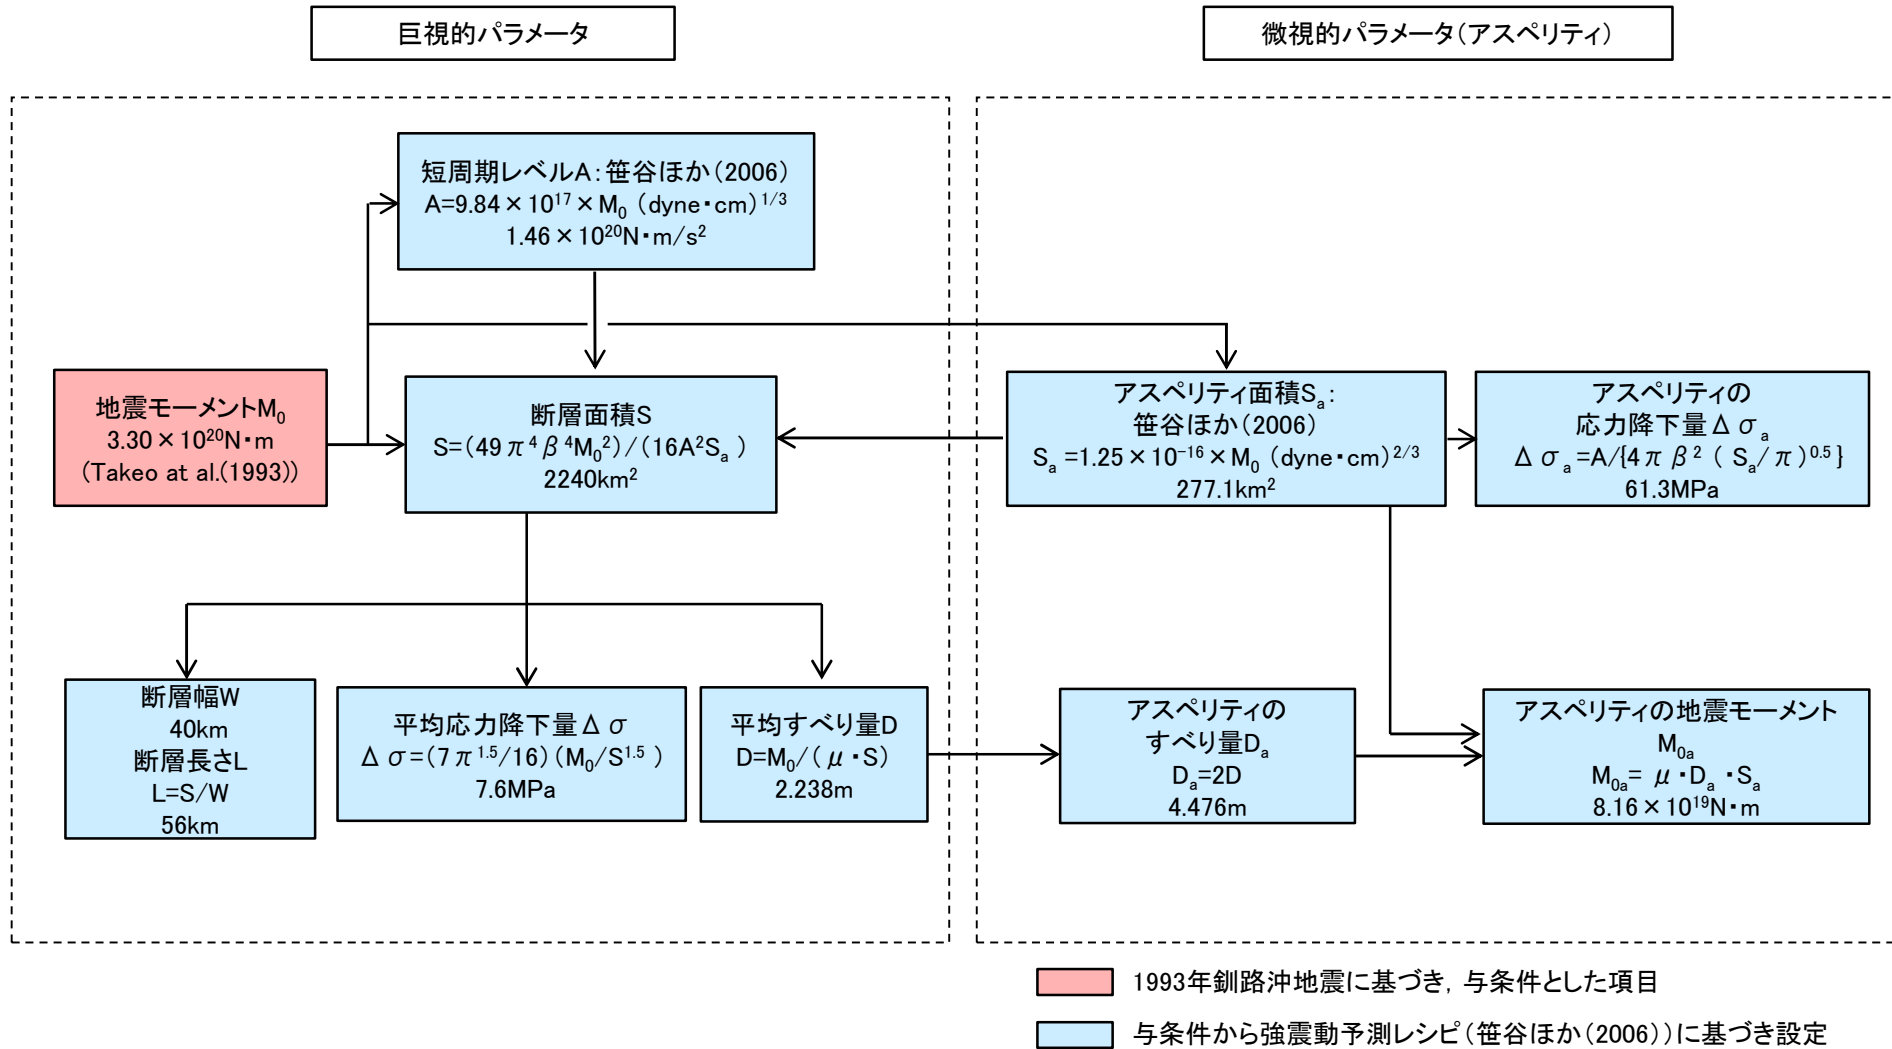 巨視的パラメータ
微視的パラメータ（アスペリティ）
短周期レベルA：笹谷ほか（2006）
A=9.84×10¹⁷×M₀（dyne・cm）¹/³
1.46×10²⁰N・m/s²
地震モーメントM₀
3.30×10²⁰N・m
(Takeo at al.(1993))
断層面積S
S=(49π⁴β⁴M₀²)/(16A²Sₐ)
2240km²
アスペリティ面積Sₐ：
笹谷ほか（2006）
Sₐ=1.25×10⁻¹⁶×M₀（dyne・cm）²/³
277.1km²
アスペリティの
応力降下量Δσₐ
Δσₐ=A/{4πβ²（Sₐ/π）⁰·⁵}
61.3MPa
断層幅W
40km
断層長さL
L=S/W
56km
平均応力降下量Δσ
Δσ=(7π¹·⁵/16)(M₀/S¹·⁵)
7.6MPa
平均すべり量D
D=M₀/(μ・S)
2.238m
アスペリティの
すべり量Dₐ
Dₐ=2D
4.476m
アスペリティの地震モーメント
M₀ₐ
M₀ₐ=μ・Dₐ・Sₐ
8.16×10¹⁹N・m
1993年釧路沖地震に基づき，与条件とした項目
与条件から強震動予測レシピ（笹谷ほか（2006））に基づき設定